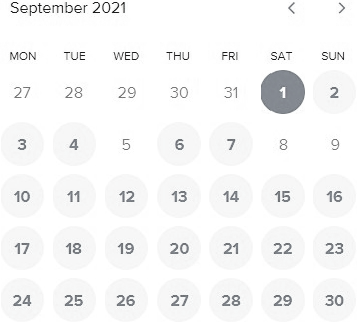 September 2021
MON TUE WED THU FRI SAT SUN
27 28 29 30 31 1 2
3 4 5 6 7 8 9
10 11 12 13 14 15 16
17 18 19 20 21 22 23
24 25 26 27 28 29 30